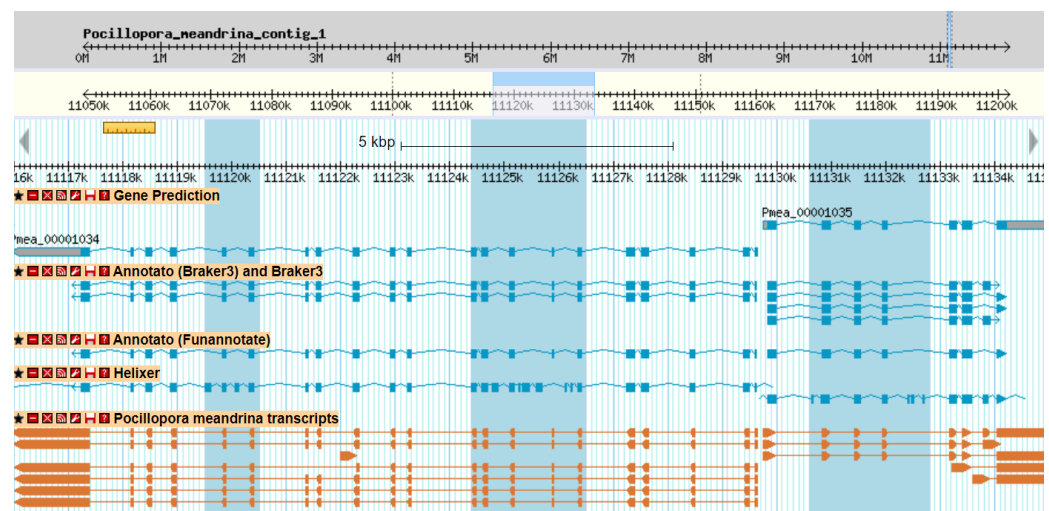 Pocillopora_meandrina_contig_1
0M 1M 2M 3M 4M 5M 6M 7M 8M 9M 10M 11M
11050k 11060k 11070k 11080k 11090k 11100k 11110k 11120k 11130k 11140k 11150k 11160k 11170k 11180k 11190k 11200k
5 kbp
16k 11117k 11118k 11119k 11120k 11121k 11122k 11123k 11124k 11125k 11126k 11127k 11128k 11129k 11130k 11131k 11132k 11133k 11134k 111
Gene Prediction
Pmea_00001035
Pmea_00001034
Annotato (Braker3) and Braker3
Annotato (Funannotate)
Helixer
Pocillopora meandrina transcripts